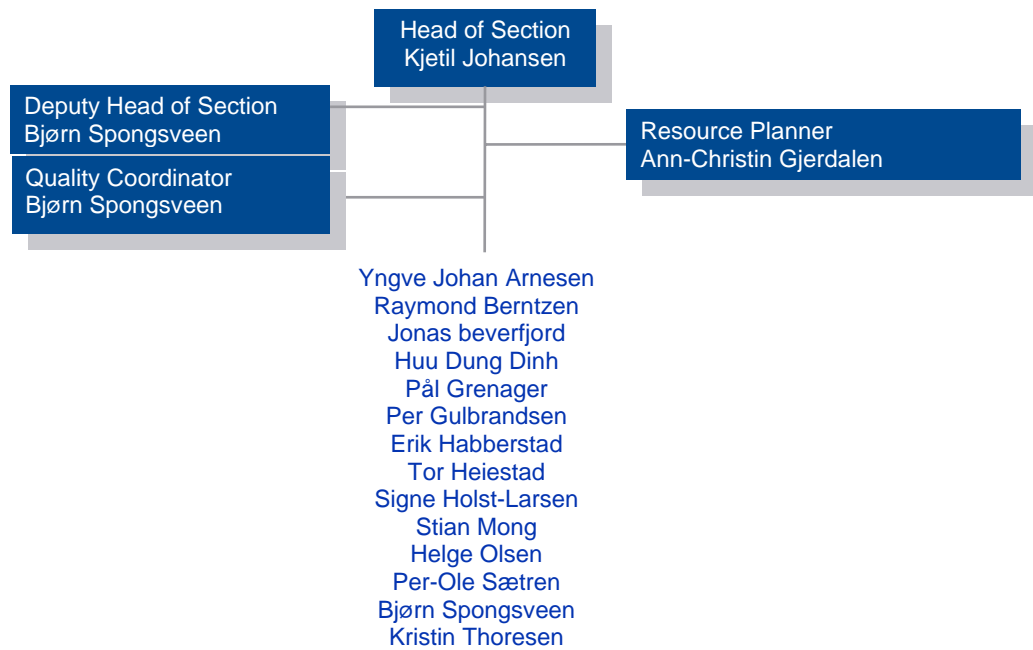 Head of Section
Kjetil Johansen
Deputy Head of Section
Bjørn Spongsveen
Quality Coordinator
Bjørn Spongsveen
Resource Planner
Ann-Christin Gjerdalen
Yngve Johan Arnesen
Raymond Berntzen
Jonas beverfjord
Huu Dung Dinh
Pål Grenager
Per Gulbrandsen
Erik Habberstad
Tor Heiestad
Signe Holst-Larsen
Stian Mong
Helge Olsen
Per-Ole Sætren
Bjørn Spongsveen
Kristin Thoresen